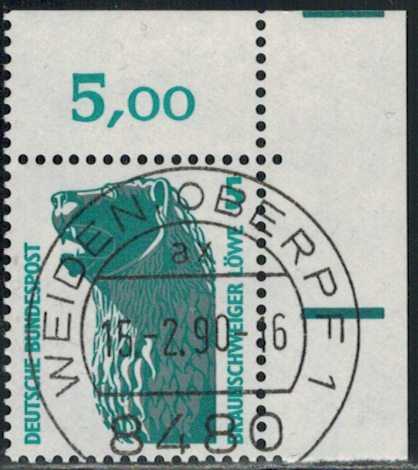 5,00
DEUTSCHE BUNDESPOST
BRAUNSCHWEIGER LÖWE
5
WEIDEN OBERPF 1
ax
15.-2.90-16
8480